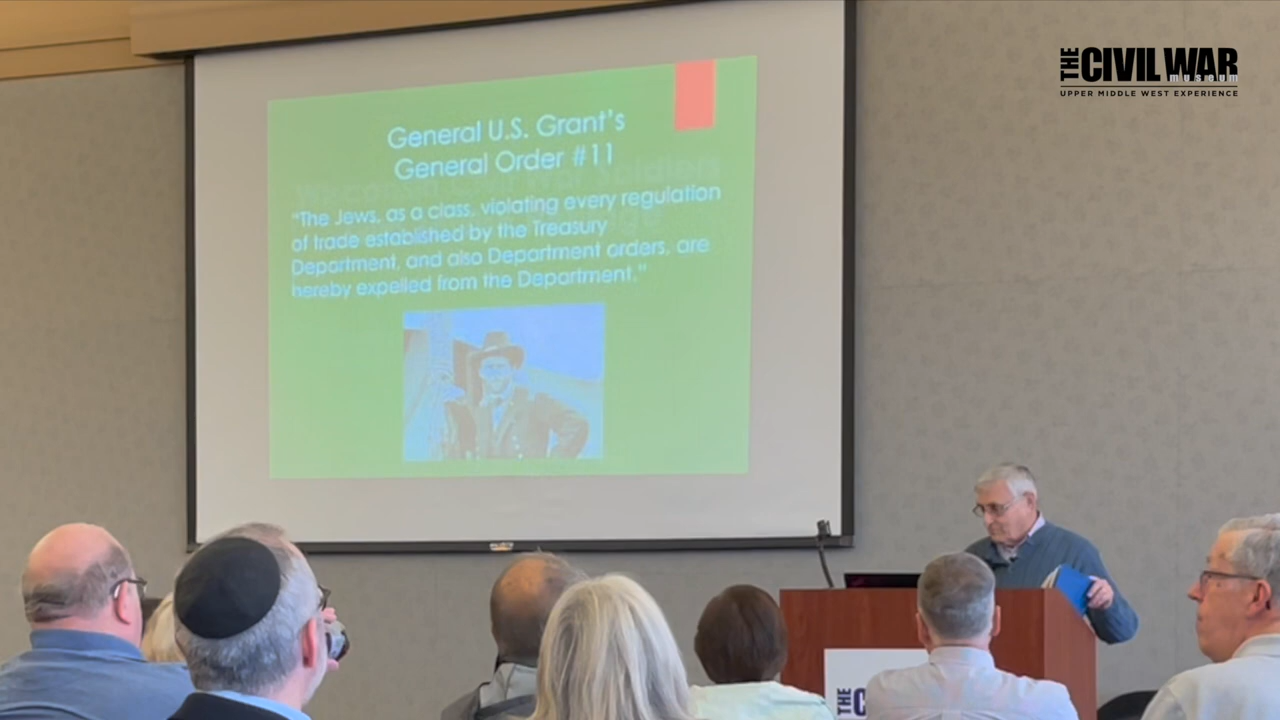 THE CIVIL WAR
museum
UPPER MIDDLE WEST EXPERIENCE
General U.S. Grant's
General Order #11
"The Jews, as a class, violating every regulation
of trade established by the Treasury
Department, and also Department orders, are
hereby expelled from the Department."
THE C